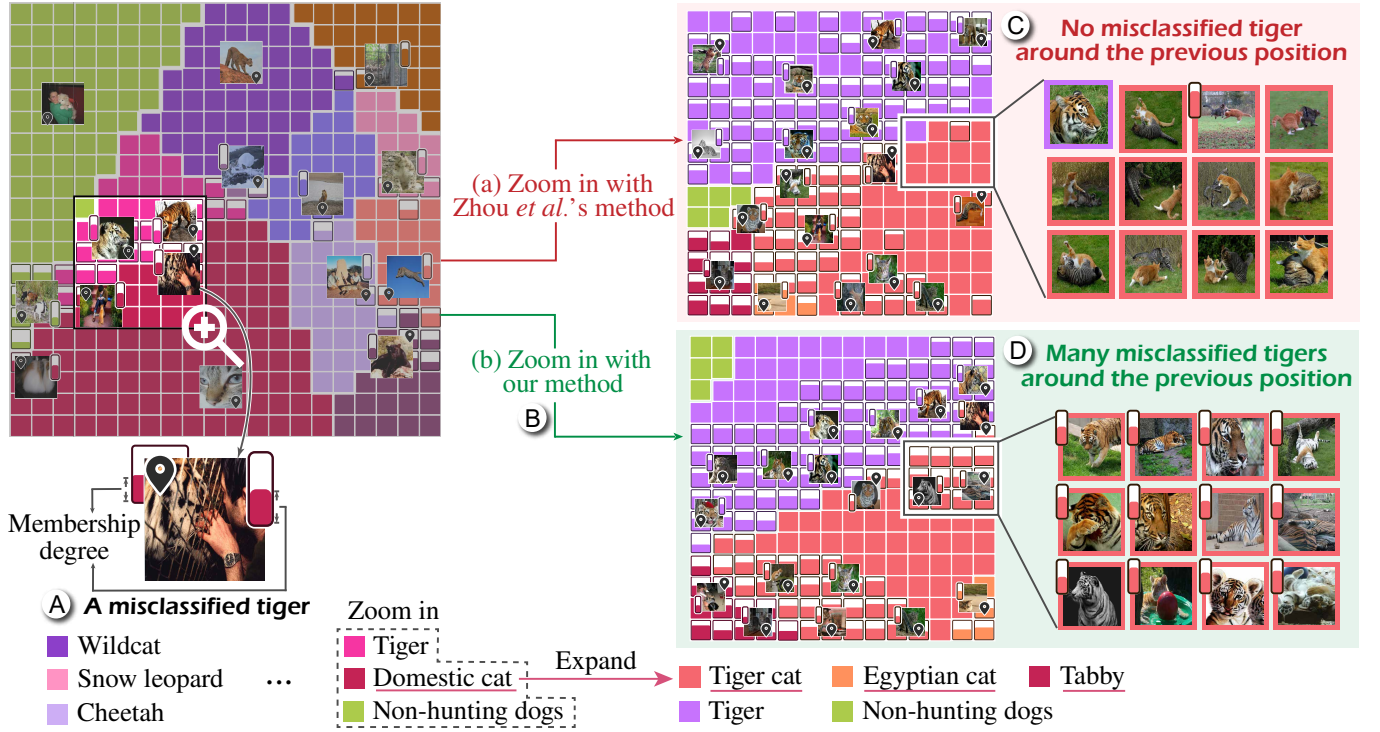 (a) Zoom in with
Zhou et al.'s method
(b) Zoom in with
our method
B
C
No misclassified tiger
around the previous position
D
Many misclassified tigers
around the previous position
Membership
degree
A
A misclassified tiger
Wildcat
Snow leopard
Cheetah
...
Zoom in
Tiger
Domestic cat
Non-hunting dogs
Expand
Tiger cat
Egyptian cat
Tabby
Tiger
Non-hunting dogs